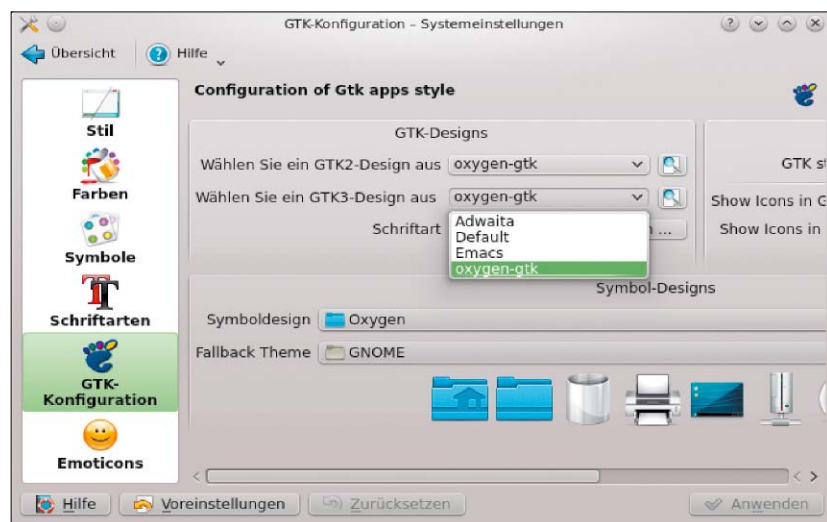 GTK-Konfiguration – Systemeinstellungen
Übersicht
Hilfe
Configuration of Gtk apps style
Stil
Farben
Symbole
Schriftarten
GTK-
Konfiguration
Emoticons
GTK-Designs
Wählen Sie ein GTK2-Design aus oxygen-gtk
Wählen Sie ein GTK3-Design aus oxygen-gtk
Schriftart
...
Adwaita
Default
Emacs
oxygen-gtk
GTK
Show Icons in G
Show Icons in
Symbol-Designs
Symboldesign Oxygen
Fallback Theme GNOME
Hilfe
Voreinstellungen
Zurücksetzen
Anwenden